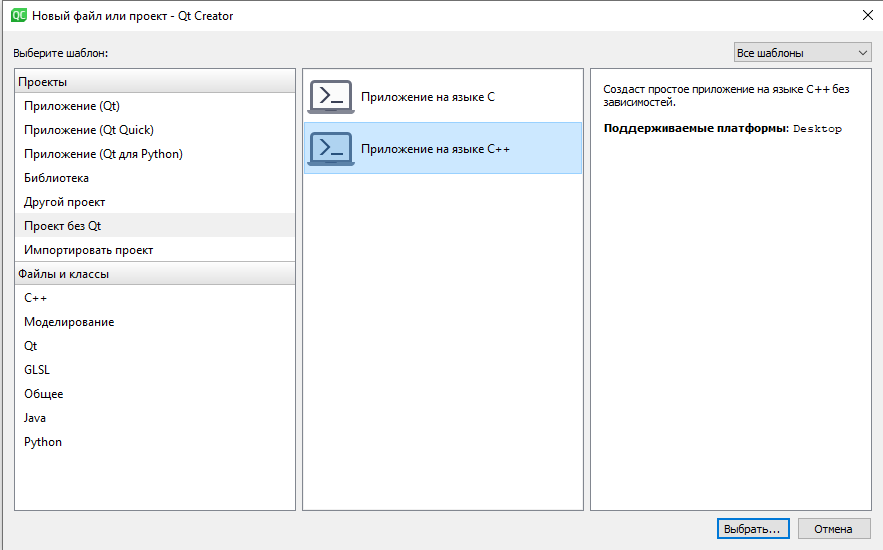 Новый файл или проект - Qt Creator
Выберите шаблон:
Все шаблоны
Проекты
Приложение (Qt)
Приложение (Qt Quick)
Приложение (Qt для Python)
Библиотека
Другой проект
Проект без Qt
Импортировать проект
Файлы и классы
C++
Моделирование
Qt
GLSL
Общее
Java
Python
Приложение на языке C
Приложение на языке C++
Создаст простое приложение на языке C++ без
зависимостей.
Поддерживаемые платформы: Desktop
Выбрать...
Отмена